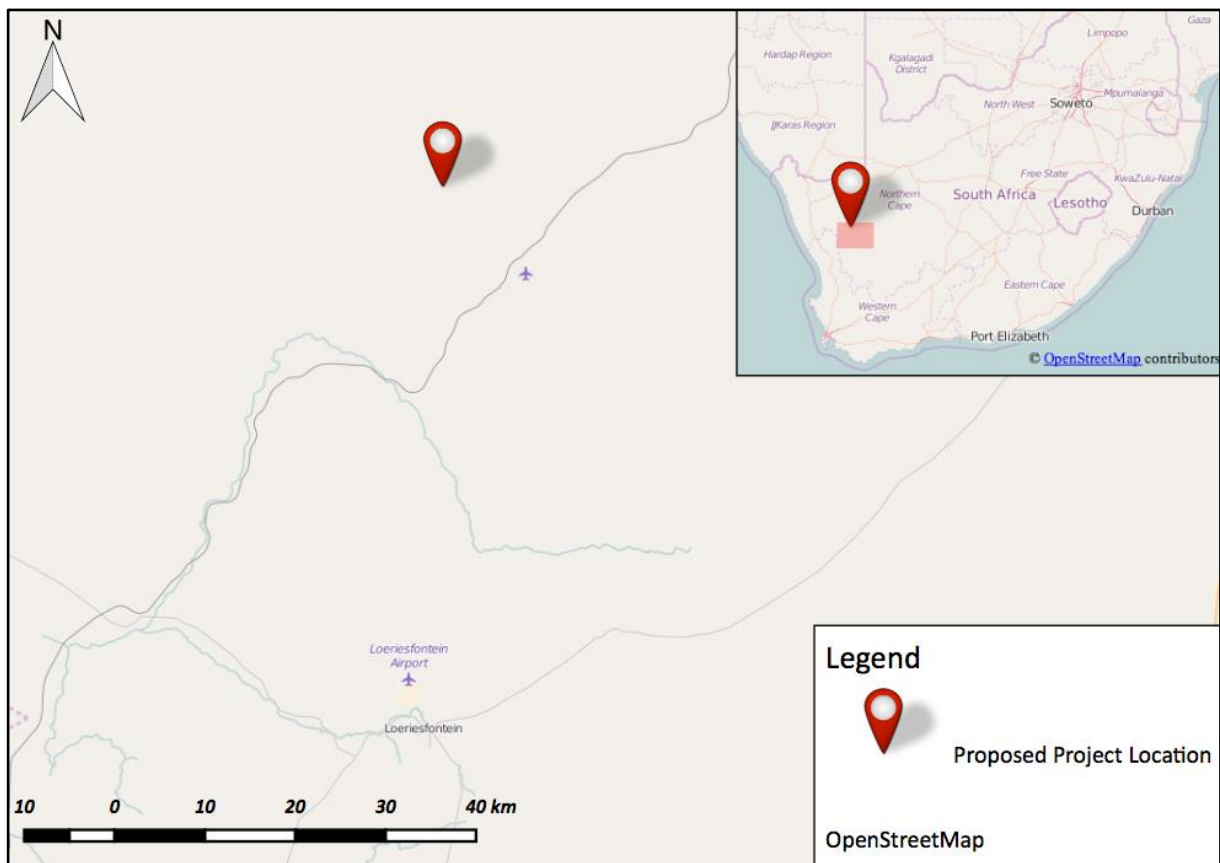 N
Loeriesfontein
Airport
Loeriesfontein
10 0 10 20 30 40 km
Gaza
Limpopo
Hardap Region
Kgalagadi
District
Mpumalanga
North West
Soweto
ǁKaras Region
Free State
KwaZulu-Natal
Northern
Cape
South Africa
Lesotho
Durban
Eastern Cape
Western
Cape
Port Elizabeth
© OpenStreetMap contributors
Legend
Proposed Project Location
OpenStreetMap